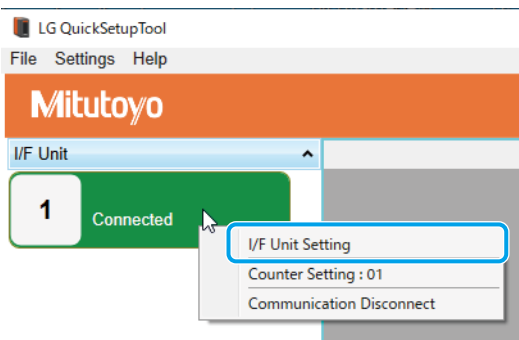 LG QuickSetupTool
File Settings Help
Mitutoyo
I/F Unit
1 Connected
I/F Unit Setting
Counter Setting : 01
Communication Disconnect